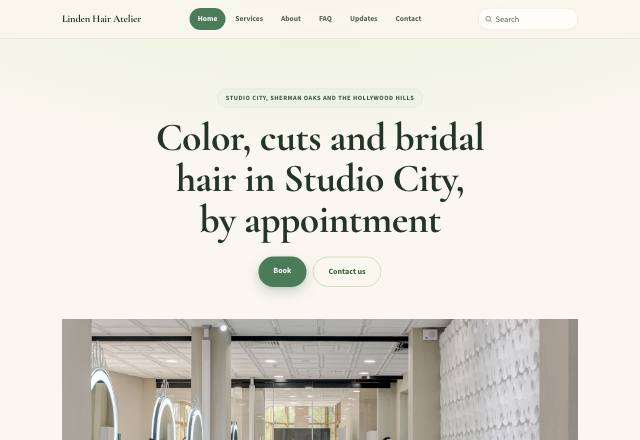 Linden Hair Atelier
Home Services About FAQ Updates Contact
Search
STUDIO CITY, SHERMAN OAKS AND THE HOLLYWOOD HILLS
Color, cuts and bridal
hair in Studio City,
by appointment
Book Contact us